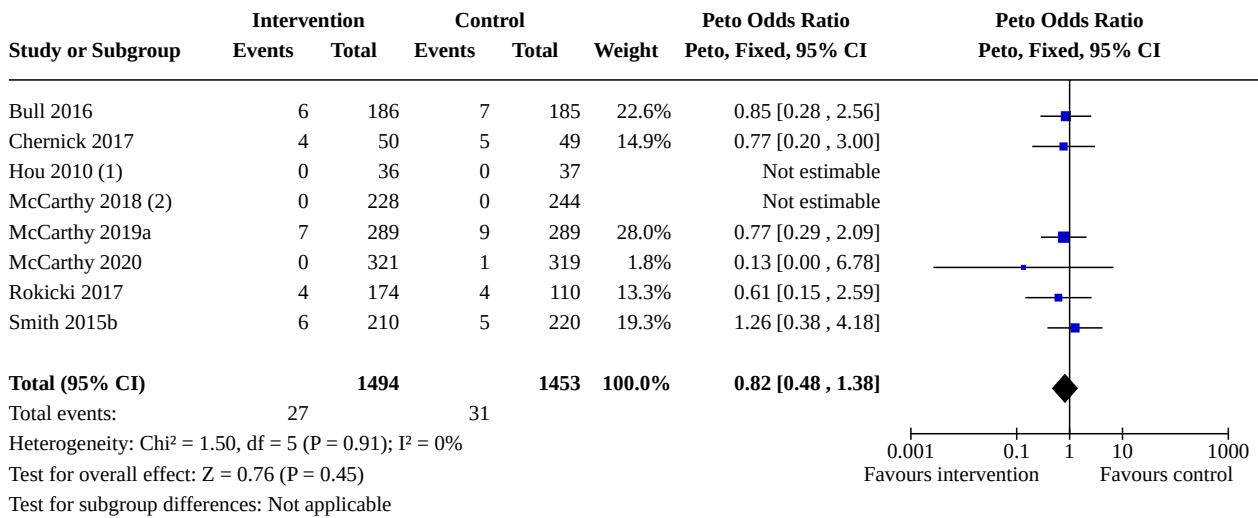 Intervention Control Peto Odds Ratio Peto Odds Ratio
Study or Subgroup Events Total Events Total Weight Peto, Fixed, 95% CI Peto, Fixed, 95% CI
Bull 2016 6 186 7 185 22.6% 0.85 [0.28 , 2.56]
Chernick 2017 4 50 5 49 14.9% 0.77 [0.20 , 3.00]
Hou 2010 (1) 0 36 0 37 Not estimable
McCarthy 2018 (2) 0 228 0 244 Not estimable
McCarthy 2019a 7 289 9 289 28.0% 0.77 [0.29 , 2.09]
McCarthy 2020 0 321 1 319 1.8% 0.13 [0.00 , 6.78]
Rokicki 2017 4 174 4 110 13.3% 0.61 [0.15 , 2.59]
Smith 2015b 6 210 5 220 19.3% 1.26 [0.38 , 4.18]
Total (95% CI) 1494 1453 100.0% 0.82 [0.48 , 1.38]
Total events: 27 31
Heterogeneity: Chi² = 1.50, df = 5 (P = 0.91); I² = 0%
0.001 0.1 1 10 1000
Test for overall effect: Z = 0.76 (P = 0.45) Favours intervention Favours control
Test for subgroup differences: Not applicable